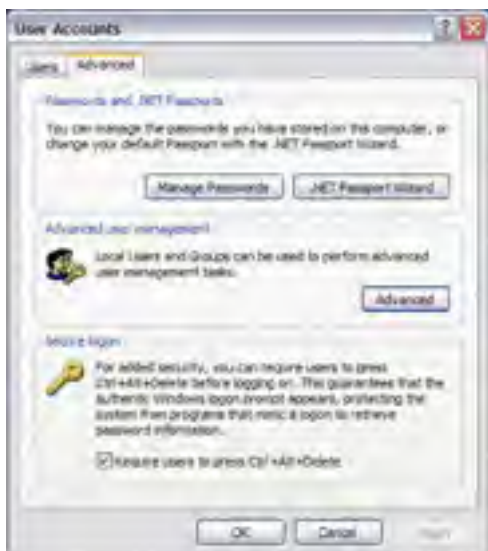 User Accounts
Users
Advanced
Passwords and .NET Passports
You can manage the passwords you have stored on this computer, or
change your default Passport with the .NET Passport Wizard.
Manage Passwords
.NET Passport Wizard
Advanced user management
Local Users and Groups can be used to perform advanced
user management tasks.
Advanced
Secure logon
For added security, you can require users to press
Ctrl+Alt+Delete before logging on. This guarantees that the
authentic Windows logon prompt appears, protecting the
system from programs that mimic a logon to retrieve
password information.
Require users to press Ctrl+Alt+Delete
OK
Cancel
Apply